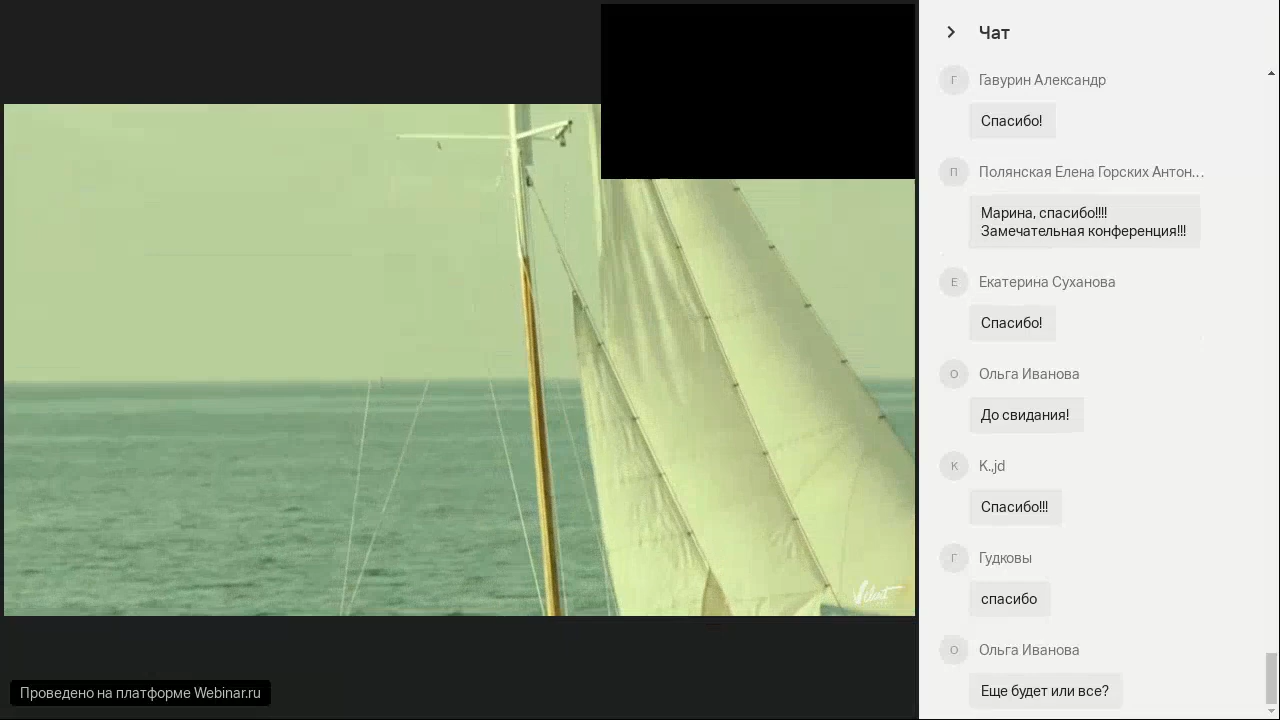 Чат
Г
Гавурин Александр
Спасибо!
П
Полянская Елена Горских Антон...
Марина, спасибо!!!!
Замечательная конференция!!!
Е
Екатерина Суханова
Спасибо!
О
Ольга Иванова
До свидания!
К
K.,jd
Спасибо!!!
Г
Гудковы
спасибо
О
Ольга Иванова
Еще будет или все?
Проведено на платформе Webinar.ru